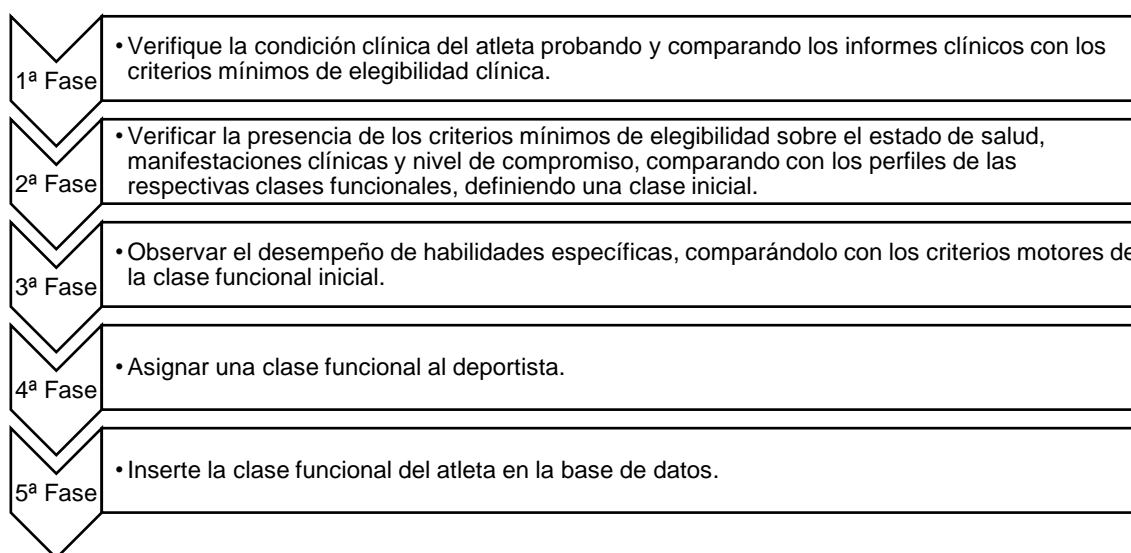 1ª Fase
• Verifique la condición clínica del atleta probando y comparando los informes clínicos con los
criterios mínimos de elegibilidad clínica.
2ª Fase
• Verificar la presencia de los criterios mínimos de elegibilidad sobre el estado de salud,
manifestaciones clínicas y nivel de compromiso, comparando con los perfiles de las
respectivas clases funcionales, definiendo una clase inicial.
3ª Fase
• Observar el desempeño de habilidades específicas, comparándolo con los criterios motores de
la clase funcional inicial.
4ª Fase
• Asignar una clase funcional al deportista.
5ª Fase
• Inserte la clase funcional del atleta en la base de datos.